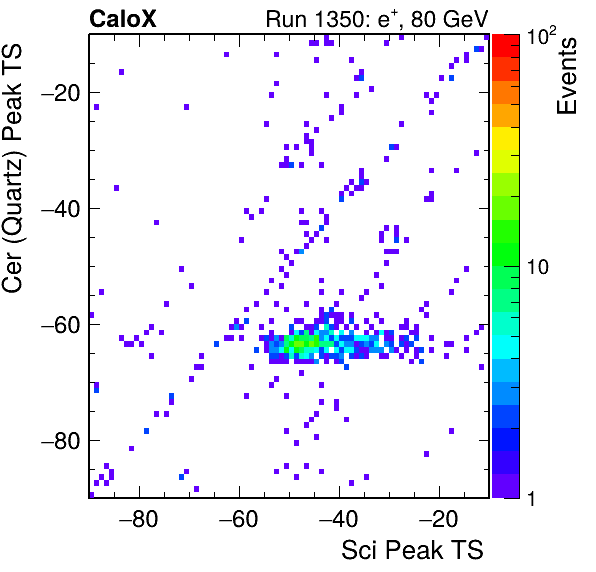 CaloX Run 1350: e⁺, 80 GeV
10²
Events
−20
Cer (Quartz) Peak TS
−40
10
−60
−80
1
−80 −60 −40 −20
Sci Peak TS